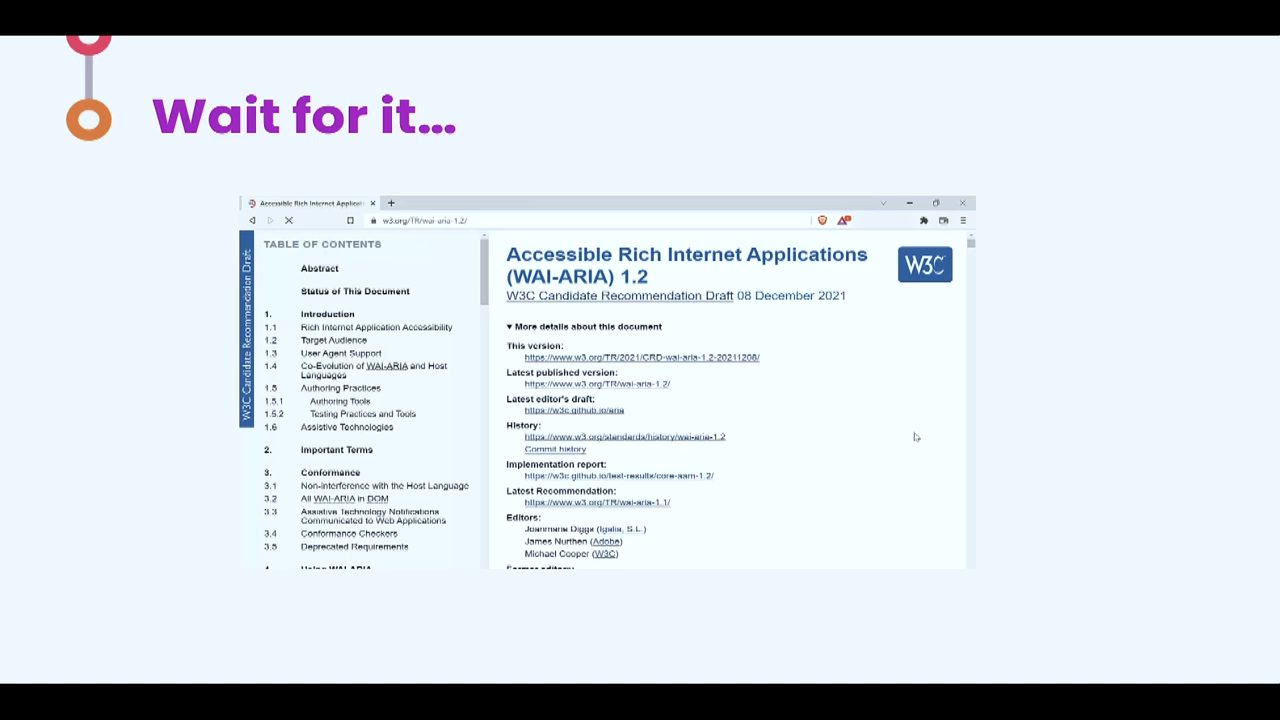 Wait for it...
Accessible Rich Internet Applicati
w3.org/TR/wai-aria-1.2/
W3C Candidate Recommendation Draft
TABLE OF CONTENTS
Abstract
Status of This Document
1. Introduction
1.1 Rich Internet Application Accessibility
1.2 Target Audience
1.3 User Agent Support
1.4 Co-Evolution of WAI-ARIA and Host
Languages
1.5 Authoring Practices
1.5.1 Authoring Tools
1.5.2 Testing Practices and Tools
1.6 Assistive Technologies
2. Important Terms
3. Conformance
3.1 Non-interference with the Host Language
3.2 All WAI-ARIA in DOM
3.3 Assistive Technology Notifications
Communicated to Web Applications
3.4 Conformance Checkers
3.5 Deprecated Requirements
4. Using WAI-ARIA
Accessible Rich Internet Applications
(WAI-ARIA) 1.2
W3C
W3C Candidate Recommendation Draft 08 December 2021
▾ More details about this document
This version:
https://www.w3.org/TR/2021/CRD-wai-aria-1.2-20211208/
Latest published version:
https://www.w3.org/TR/wai-aria-1.2/
Latest editor's draft:
https://w3c.github.io/aria
History:
https://www.w3.org/standards/history/wai-aria-1.2
Commit history
Implementation report:
https://w3c.github.io/test-results/core-aam-1.2/
Latest Recommendation:
https://www.w3.org/TR/wai-aria-1.1/
Editors:
Joanmarie Diggs (Igalia, S.L.)
James Nurthen (Adobe)
Michael Cooper (W3C)
Former editors: